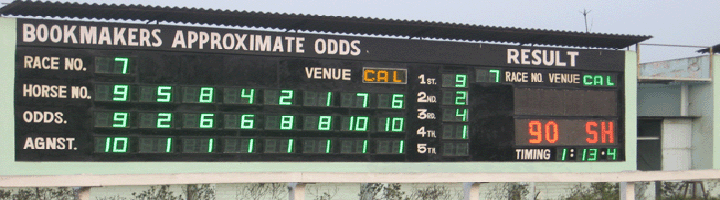 BOOKMAKERS APPROXIMATE ODDS
RACE NO. 7 VENUE CAL
HORSE NO. 9 5 8 4 2 1 7 6
ODDS. 9 2 6 6 8 8 10 10
AGNST. 10 1 1 1 1 1 1 1
1ST. 9
2ND. 2
3RD. 4
4TH. 1
5TH.
RESULT
7 RACE NO. VENUE CAL
90 SH
TIMING 1:13.4